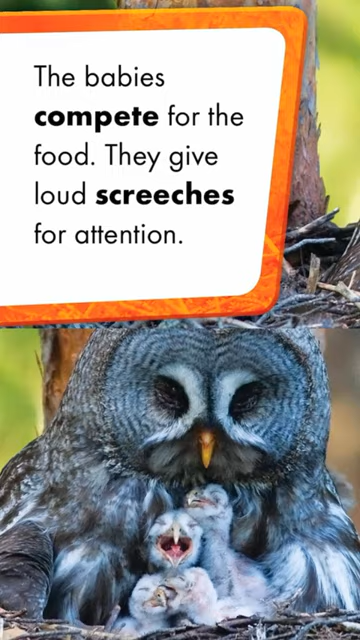 The babies
compete for the
food. They give
loud screeches
for attention.